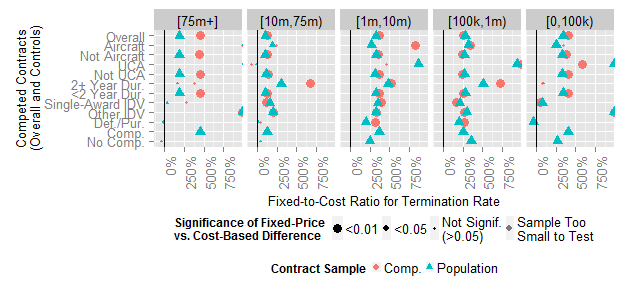 [75m+]
[10m,75m)
[1m,10m)
[100k,1m)
[0,100k)
Competed Contracts
(Overall and Controls)
Overall
Aircraft
Not Aircraft
UCA
Not UCA
2+ Year Dur.
<2 Year Dur.
Single-Award IDV
Other IDV
Def./Pur.
Comp.
No Comp.
0%
250%
500%
750%
0%
250%
500%
750%
0%
250%
500%
750%
0%
250%
500%
750%
0%
250%
500%
750%
Fixed-to-Cost Ratio for Termination Rate
Significance of Fixed-Price
vs. Cost-Based Difference
<0.01
<0.05
Not Signif.
(>0.05)
Sample Too
Small to Test
Contract Sample
Comp.
Population